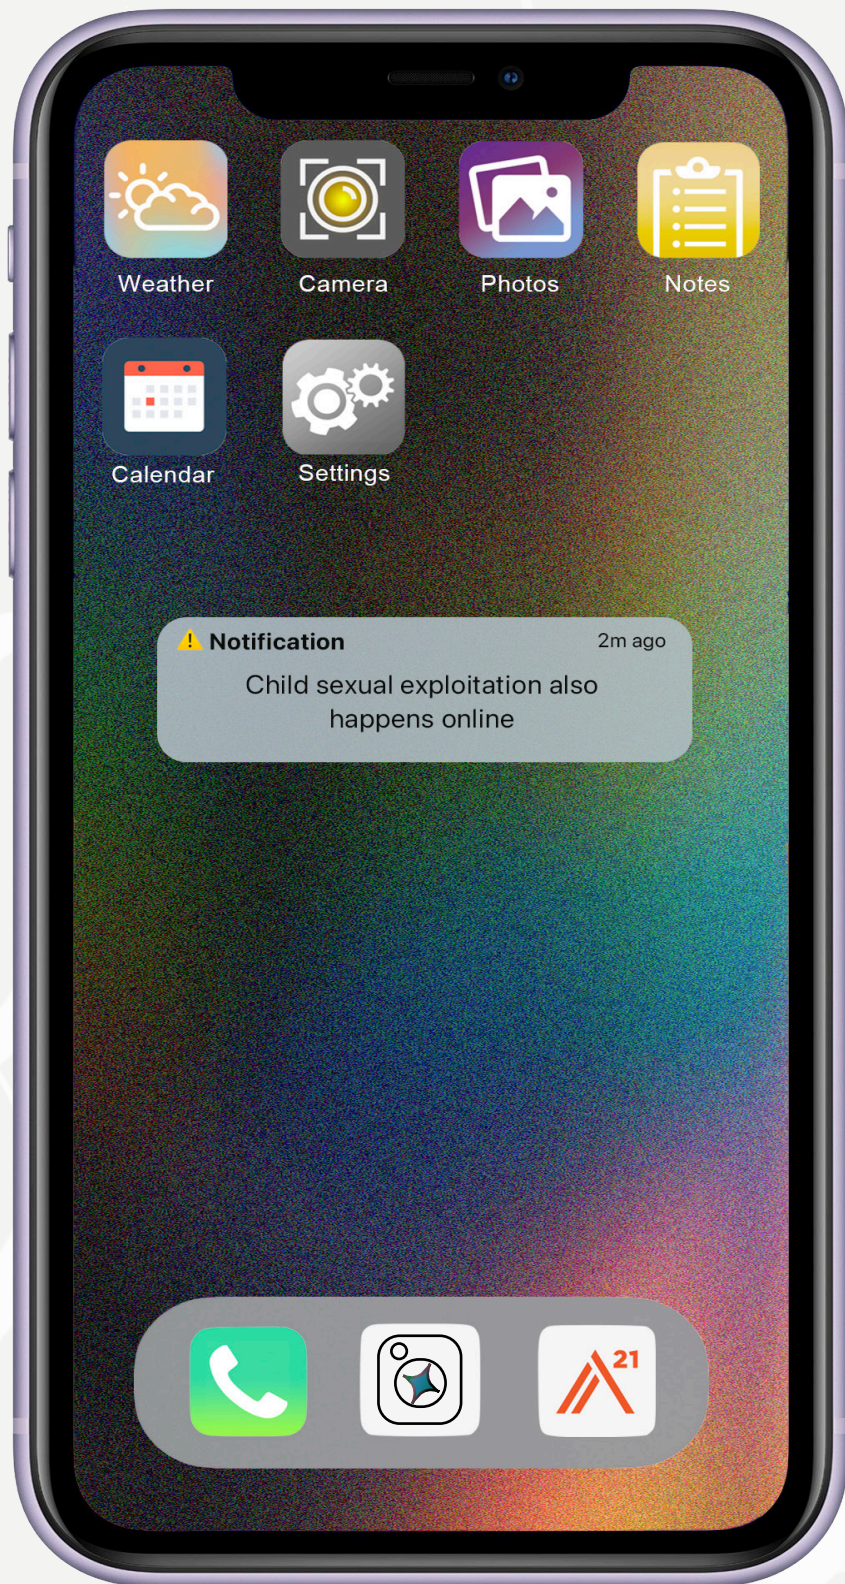 Weather
Camera
Photos
Notes
Calendar
Settings
Notification
2m ago
Child sexual exploitation also
happens online
21